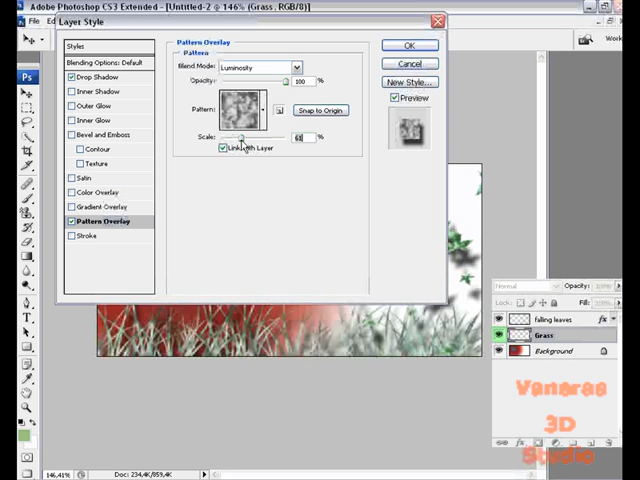 Adobe Photoshop CS3 Extended - [Untitled-2 @ 146% (Grass, RGB/8)]
File
Ed
Layer Style
Styles
Blending Options: Default
Drop Shadow
Inner Shadow
Outer Glow
Inner Glow
Bevel and Emboss
Contour
Texture
Satin
Color Overlay
Gradient Overlay
Pattern Overlay
Stroke
Pattern Overlay
Pattern
Blend Mode: Luminosity
Opacity: 100 %
Pattern: Snap to Origin
Scale: %
Link with Layer
OK
Cancel
New Style...
Preview
Ps
Normal Opacity:
Lock: Fill:
falling leaves fx
Grass
Background
Vaneras
3D
Studio
146,41% Doc: 234,4K/859,4K